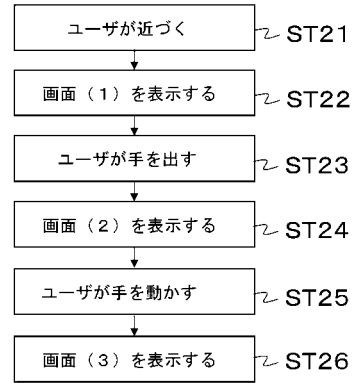 ユーザが近づく ST21
画面（1）を表示する ST22
ユーザが手を出す ST23
画面（2）を表示する ST24
ユーザが手を動かす ST25
画面（3）を表示する ST26